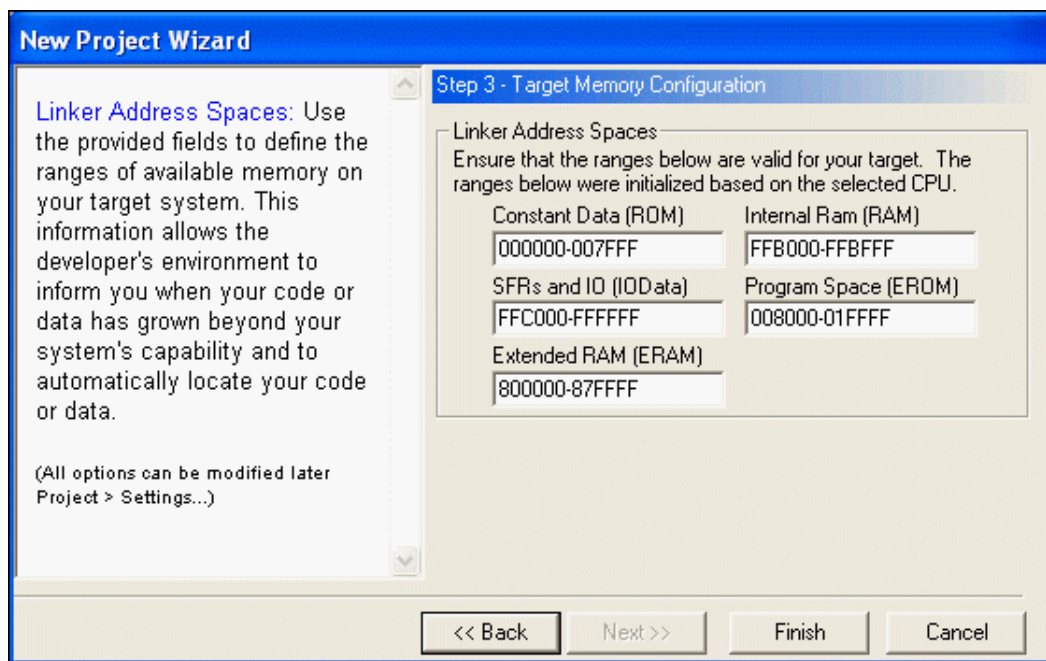 New Project Wizard
Linker Address Spaces: Use
the provided fields to define the
ranges of available memory on
your target system. This
information allows the
developer's environment to
inform you when your code or
data has grown beyond your
system's capability and to
automatically locate your code
or data.
(All options can be modified later
Project > Settings...)
Step 3 - Target Memory Configuration
Linker Address Spaces
Ensure that the ranges below are valid for your target. The
ranges below were initialized based on the selected CPU.
Constant Data (ROM)
000000-007FFF
Internal Ram (RAM)
FFB000-FFBFFF
SFRs and IO (IOData)
FFC000-FFFFFF
Program Space (EROM)
008000-01FFFF
Extended RAM (ERAM)
800000-87FFFF
<< Back
Next >>
Finish
Cancel